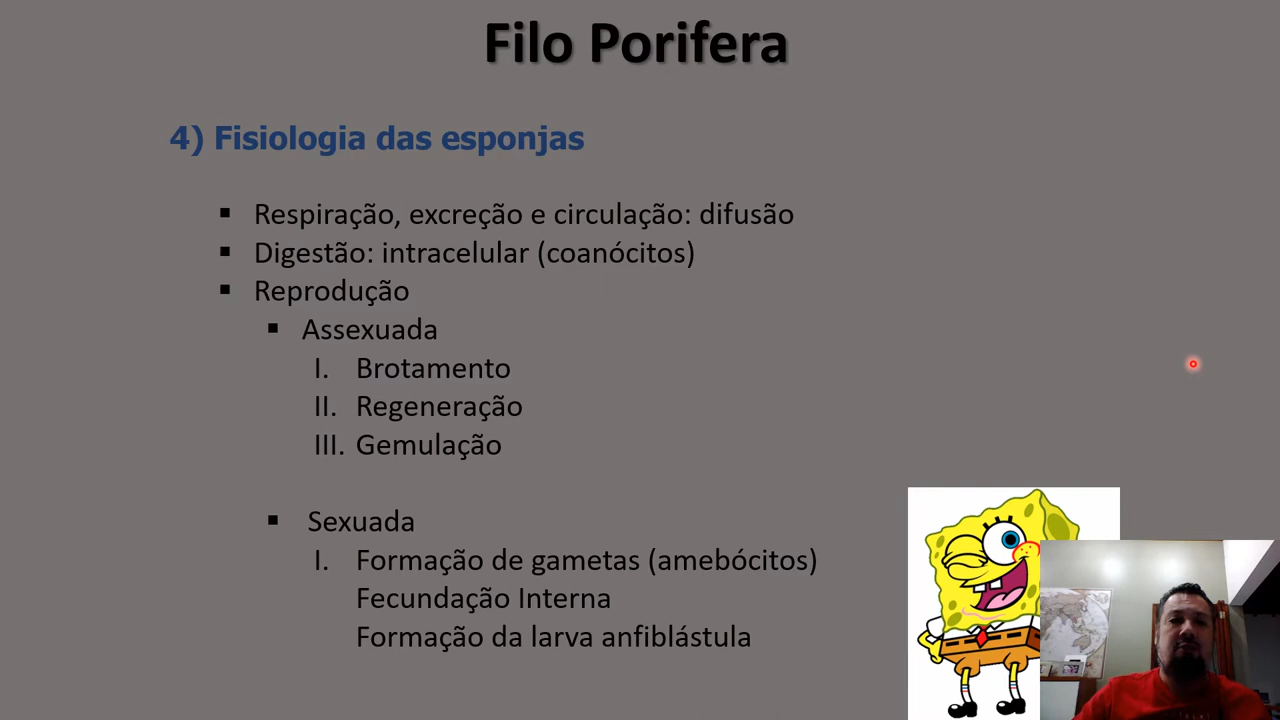 Filo Porifera
4) Fisiologia das esponjas
▪ Respiração, excreção e circulação: difusão
▪ Digestão: intracelular (coanócitos)
▪ Reprodução
▪ Assexuada
I. Brotamento
II. Regeneração
III. Gemulação
▪ Sexuada
I. Formação de gametas (amebócitos)
Fecundação Interna
Formação da larva anfiblástula